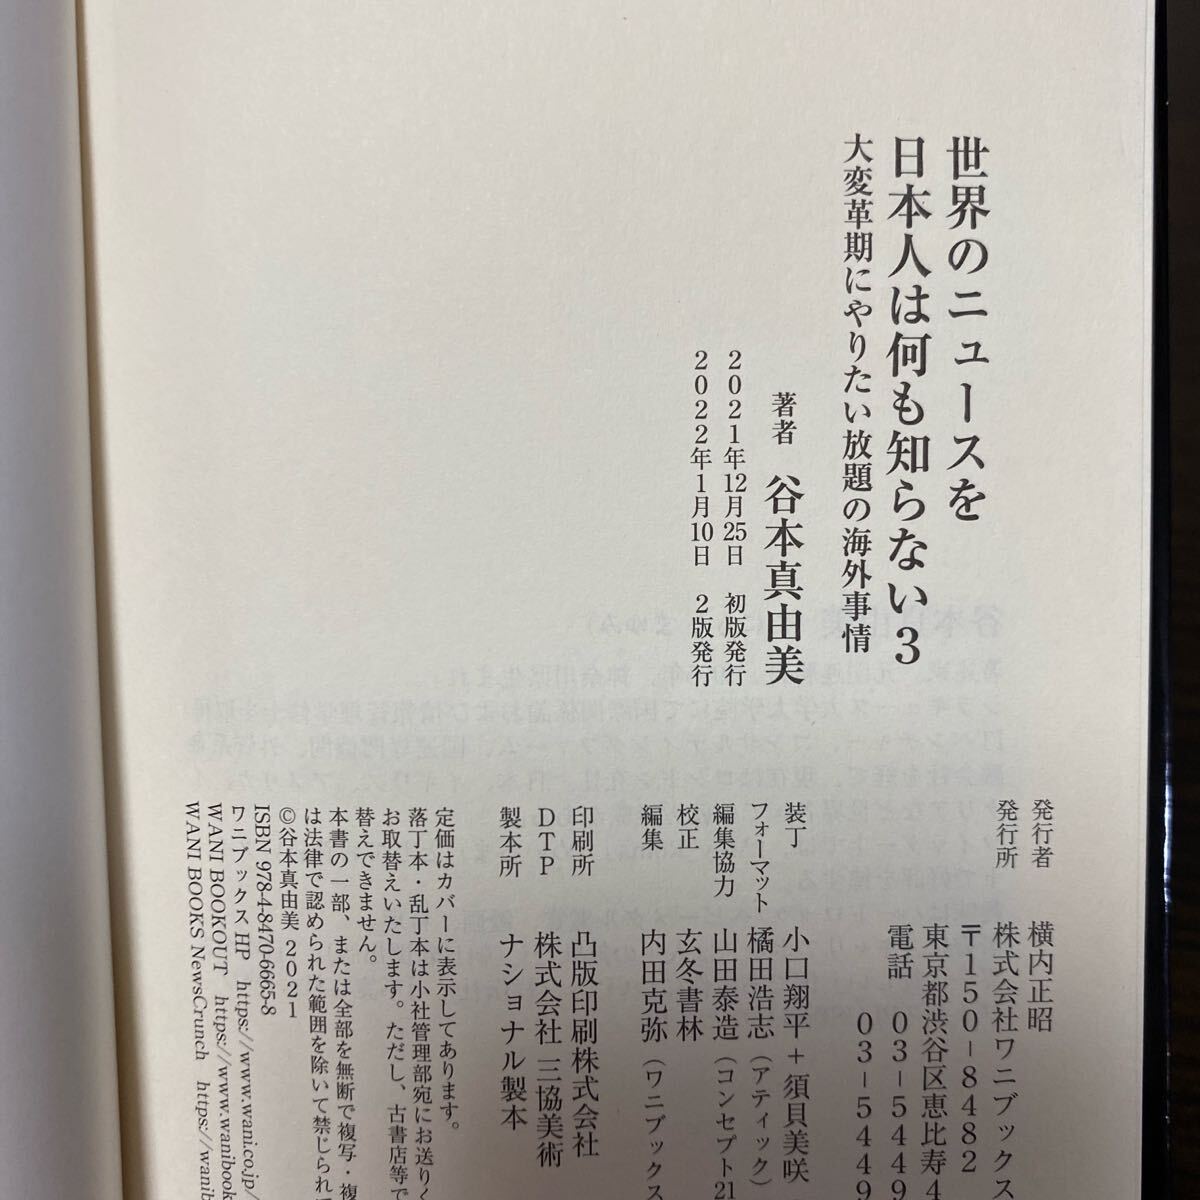 世界のニュースを
日本人は何も知らない3
大変革期にやりたい放題の海外事情
著者 谷本真由美
2021年12月25日 初版発行
2022年1月10日 2版発行
発行者 横内正昭
発行所 株式会社ワニブックス
〒150-8482
東京都渋谷区恵比寿4
電話 03-5449
03-5449
装丁 小口翔平+須貝美咲
フォーマット 橘田浩志(アティック)
編集協力 山田泰造(コンセプト21
校正 玄冬書林
編集 内田克弥(ワニブックス
印刷所 凸版印刷株式会社
DTP 株式会社 三協美術
製本所 ナショナル製本
定価はカバーに表示してあります。
落丁本・乱丁本は小社管理部宛にお送りく
お取替えいたします。ただし、古書店等で
替えできません。
本書の一部、または全部を無断で複写・複
は法律で認められた範囲を除いて禁じられて
©谷本真由美 2021
ISBN 978-4-8470-6665-8
ワニブックス HP https://www.wani.co.jp/
WANI BOOKOUT https://www.wanibook
WANI BOOKS NewsCrunch https://wanib